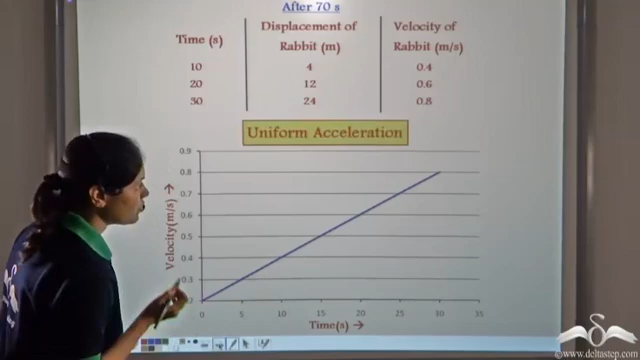 After 70 s
Time (s) Displacement of Rabbit (m) Velocity of Rabbit (m/s)
10 4 0.4
20 12 0.6
30 24 0.8
Uniform Acceleration
0.9
0.8
0.7
0.6
0.5
0.4
0.3
Velocity(m/s) →
0 5 10 15 20 25 30 35
Time(s) →
©www.deltastep.com